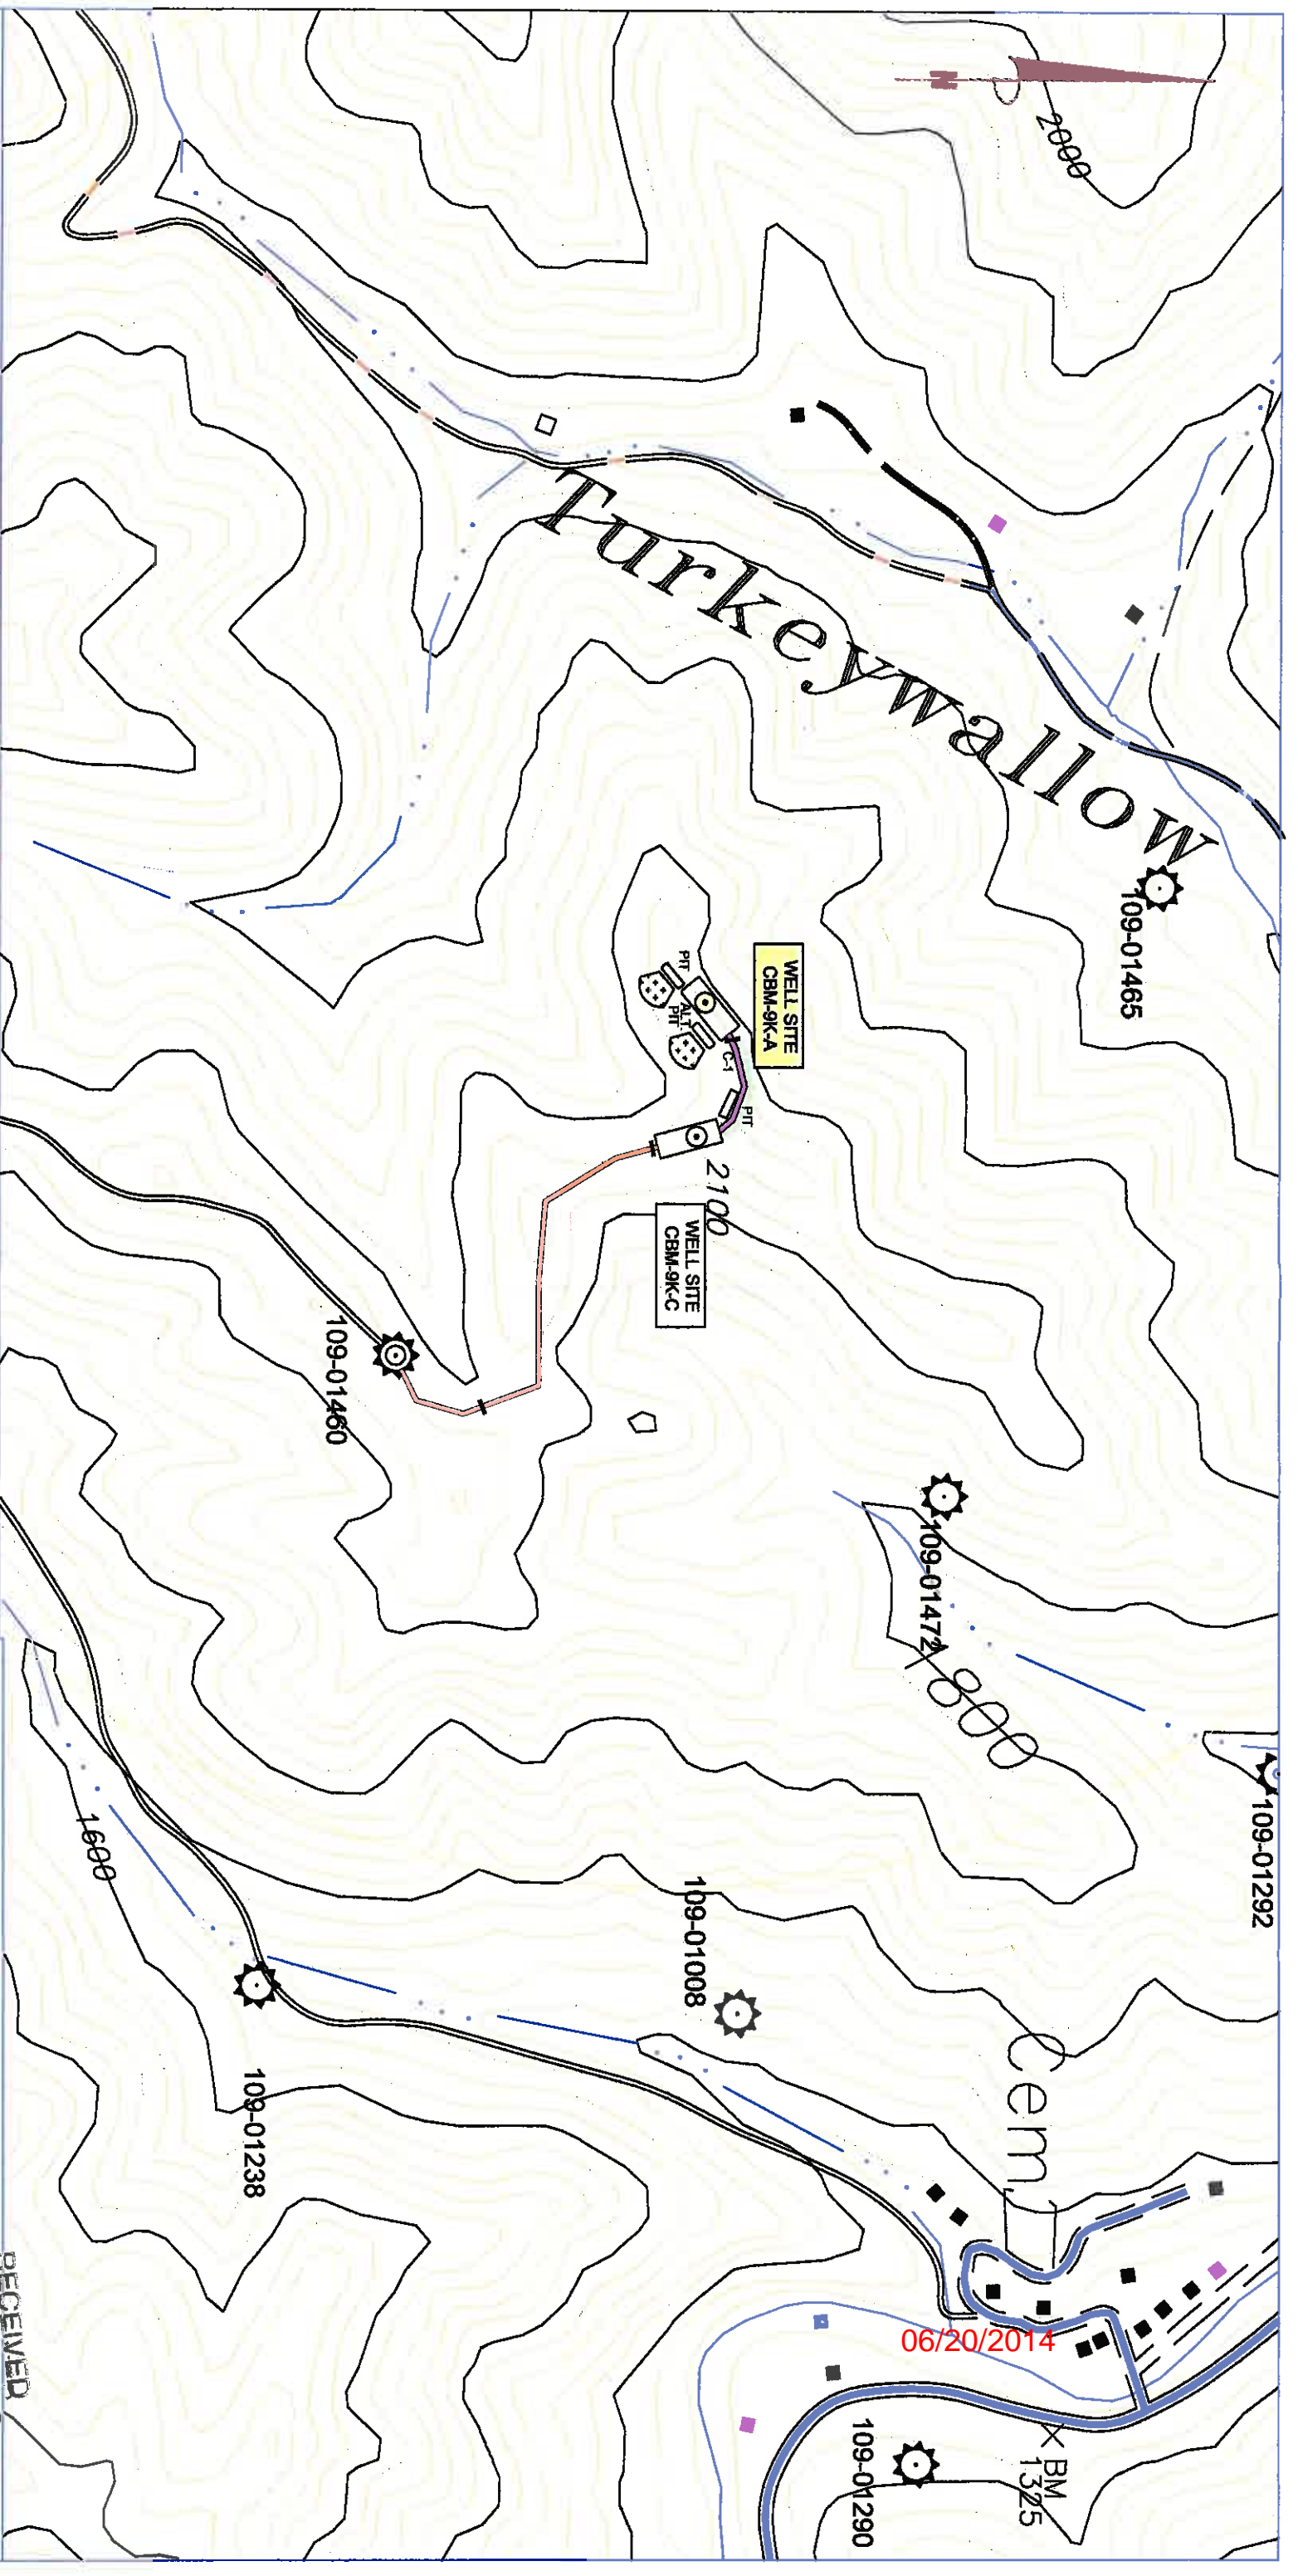 N
2000
Turkeywallow
109-01465
WELL SITE
CBM-9K-A
PIT
ALT.
PIT
C-1
PIT
2100
WELL SITE
CBM-9K-C
109-01460
109-01472
1800
109-01292
1600
109-01008
109-01238
Cem
06/20/2014
BM
1325
109-01290
RECEIVED